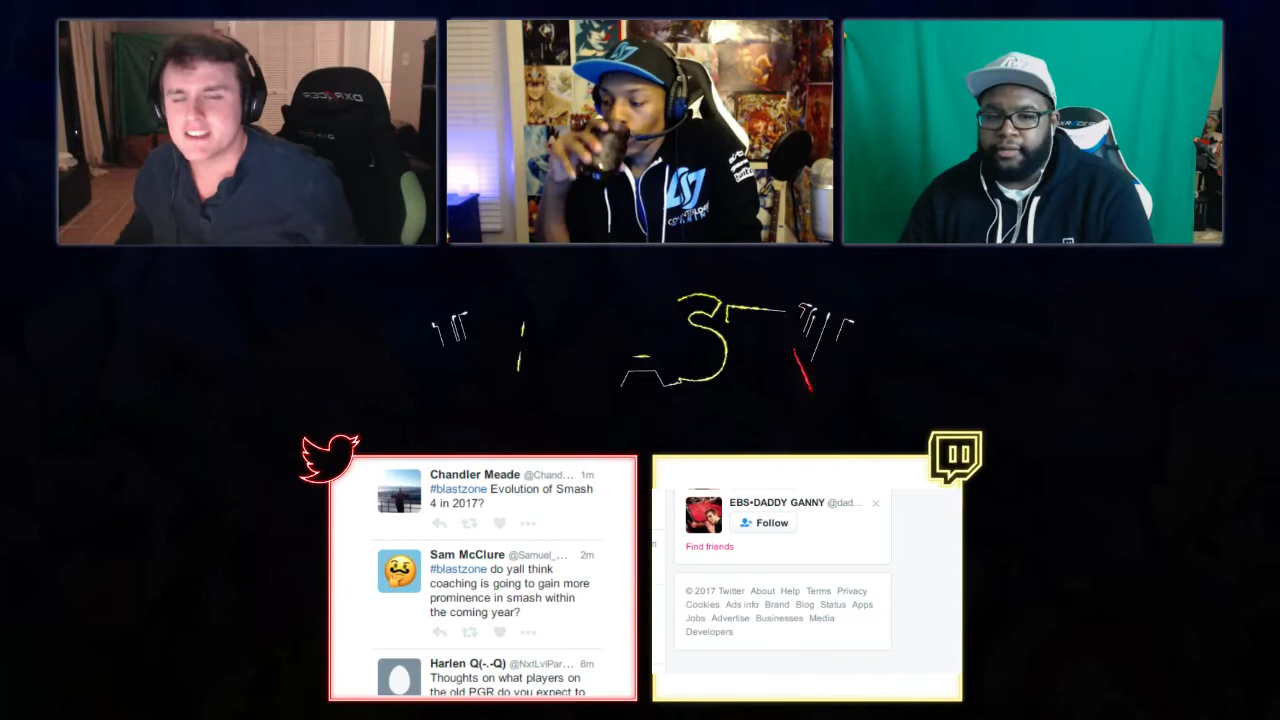 DXRACER
CLG
Chandler Meade @Chand... 1m
#blastzone Evolution of Smash
4 in 2017?
Sam McClure @Samuel_... 2m
#blastzone do yall think
coaching is going to gain more
prominence in smash within
the coming year?
Harlen Q(-.-Q) @NxtLvlPar... 8m
Thoughts on what players on
the old PGR do you expect to
EBS•DADDY GANNY @dad...
Follow
Find friends
© 2017 Twitter About Help Terms Privacy
Cookies Ads info Brand Blog Status Apps
Jobs Advertise Businesses Media
Developers